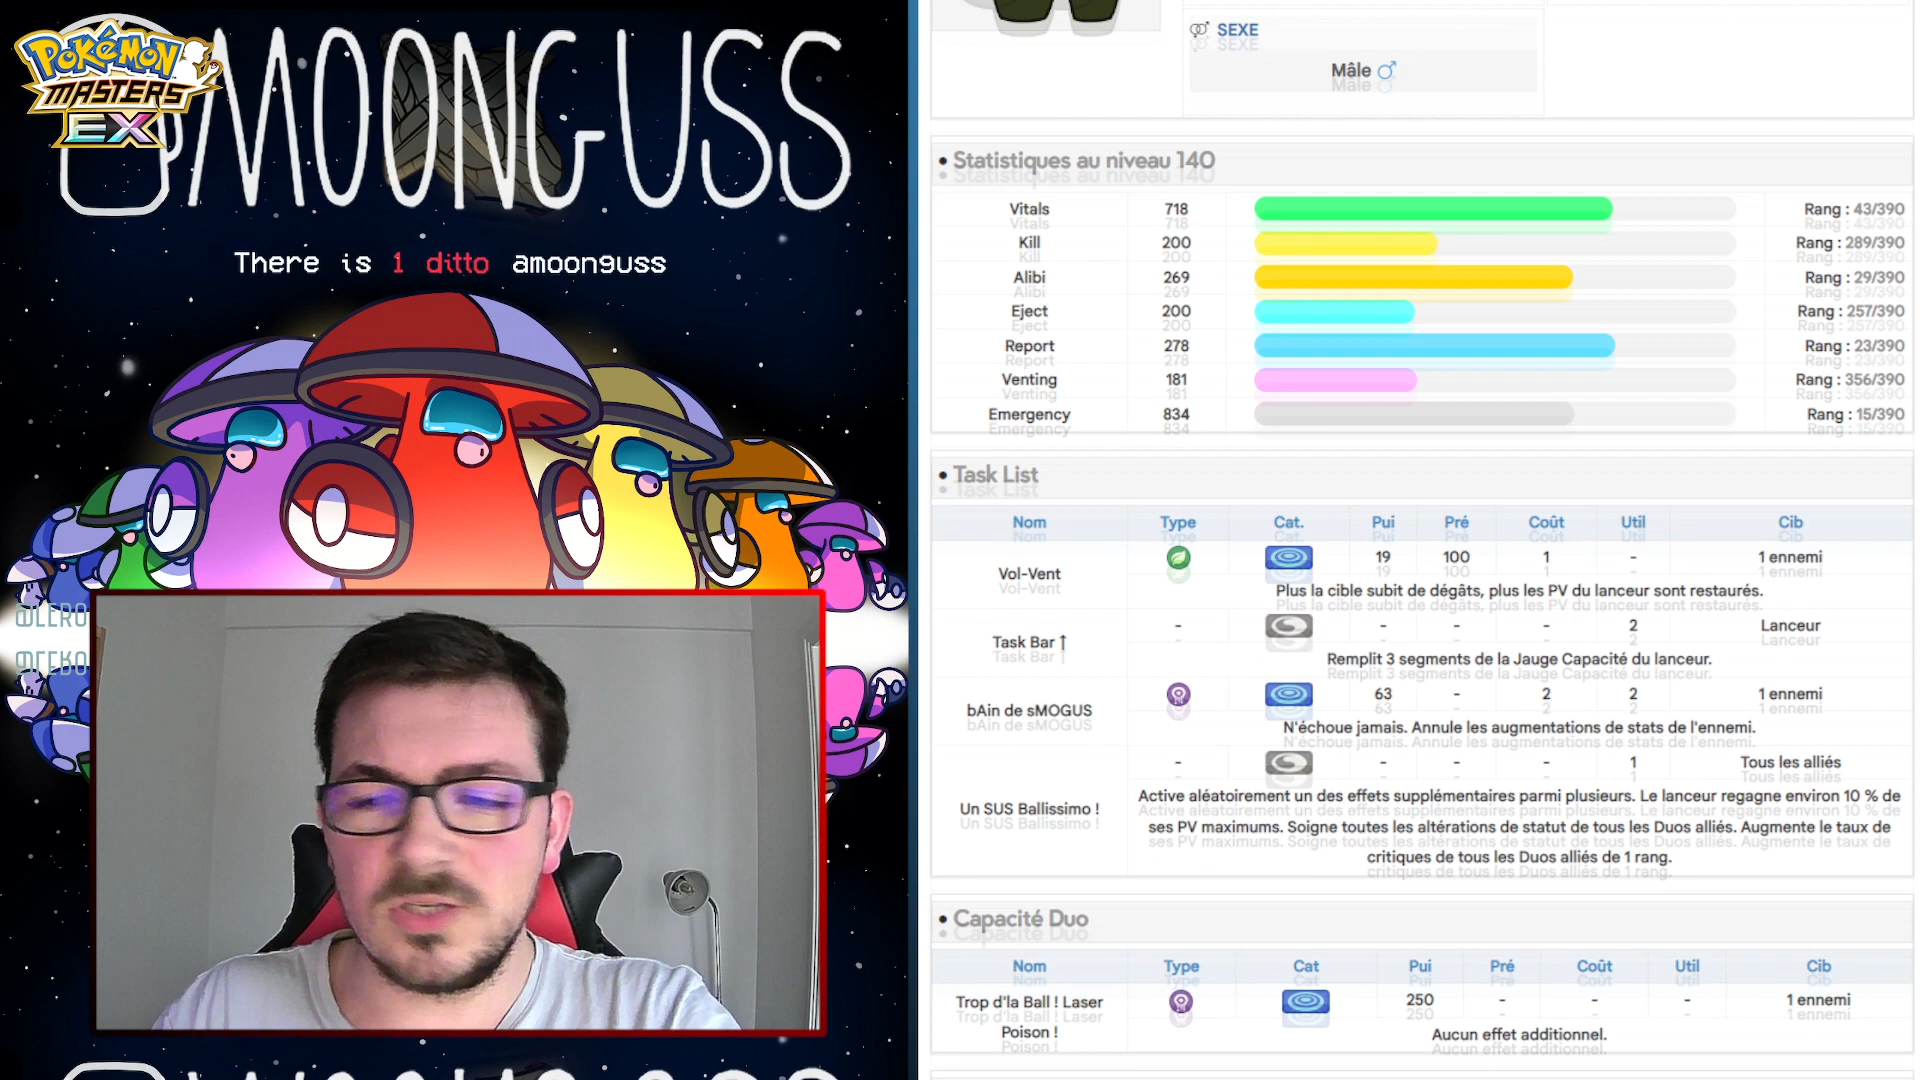 POKéMON
MASTERS
EX
AMOONGUSS
There is 1 ditto amoonguss
SEXE
Mâle ♂
• Statistiques au niveau 140
Vitals 718 Rang : 43/390
Kill 200 Rang : 289/390
Alibi 269 Rang : 29/390
Eject 200 Rang : 257/390
Report 278 Rang : 23/390
Venting 181 Rang : 356/390
Emergency 834 Rang : 15/390
• Task List
Nom Type Cat. Pui Pré Coût Util Cib
Vol-Vent 19 100 1 - 1 ennemi
Plus la cible subit de dégâts, plus les PV du lanceur sont restaurés.
Task Bar ↑ - - - - 2 Lanceur
Remplit 3 segments de la Jauge Capacité du lanceur.
bAin de sMOGUS 63 - 2 2 1 ennemi
N'échoue jamais. Annule les augmentations de stats de l'ennemi.
Un SUS Ballissimo ! - - - - 1 Tous les alliés
Active aléatoirement un des effets supplémentaires parmi plusieurs. Le lanceur regagne environ 10 % de
ses PV maximums. Soigne toutes les altérations de statut de tous les Duos alliés. Augmente le taux de
critiques de tous les Duos alliés de 1 rang.
• Capacité Duo
Nom Type Cat Pui Pré Coût Util Cib
Trop d'la Ball ! Laser
Poison ! 250 - - - 1 ennemi
Aucun effet additionnel.